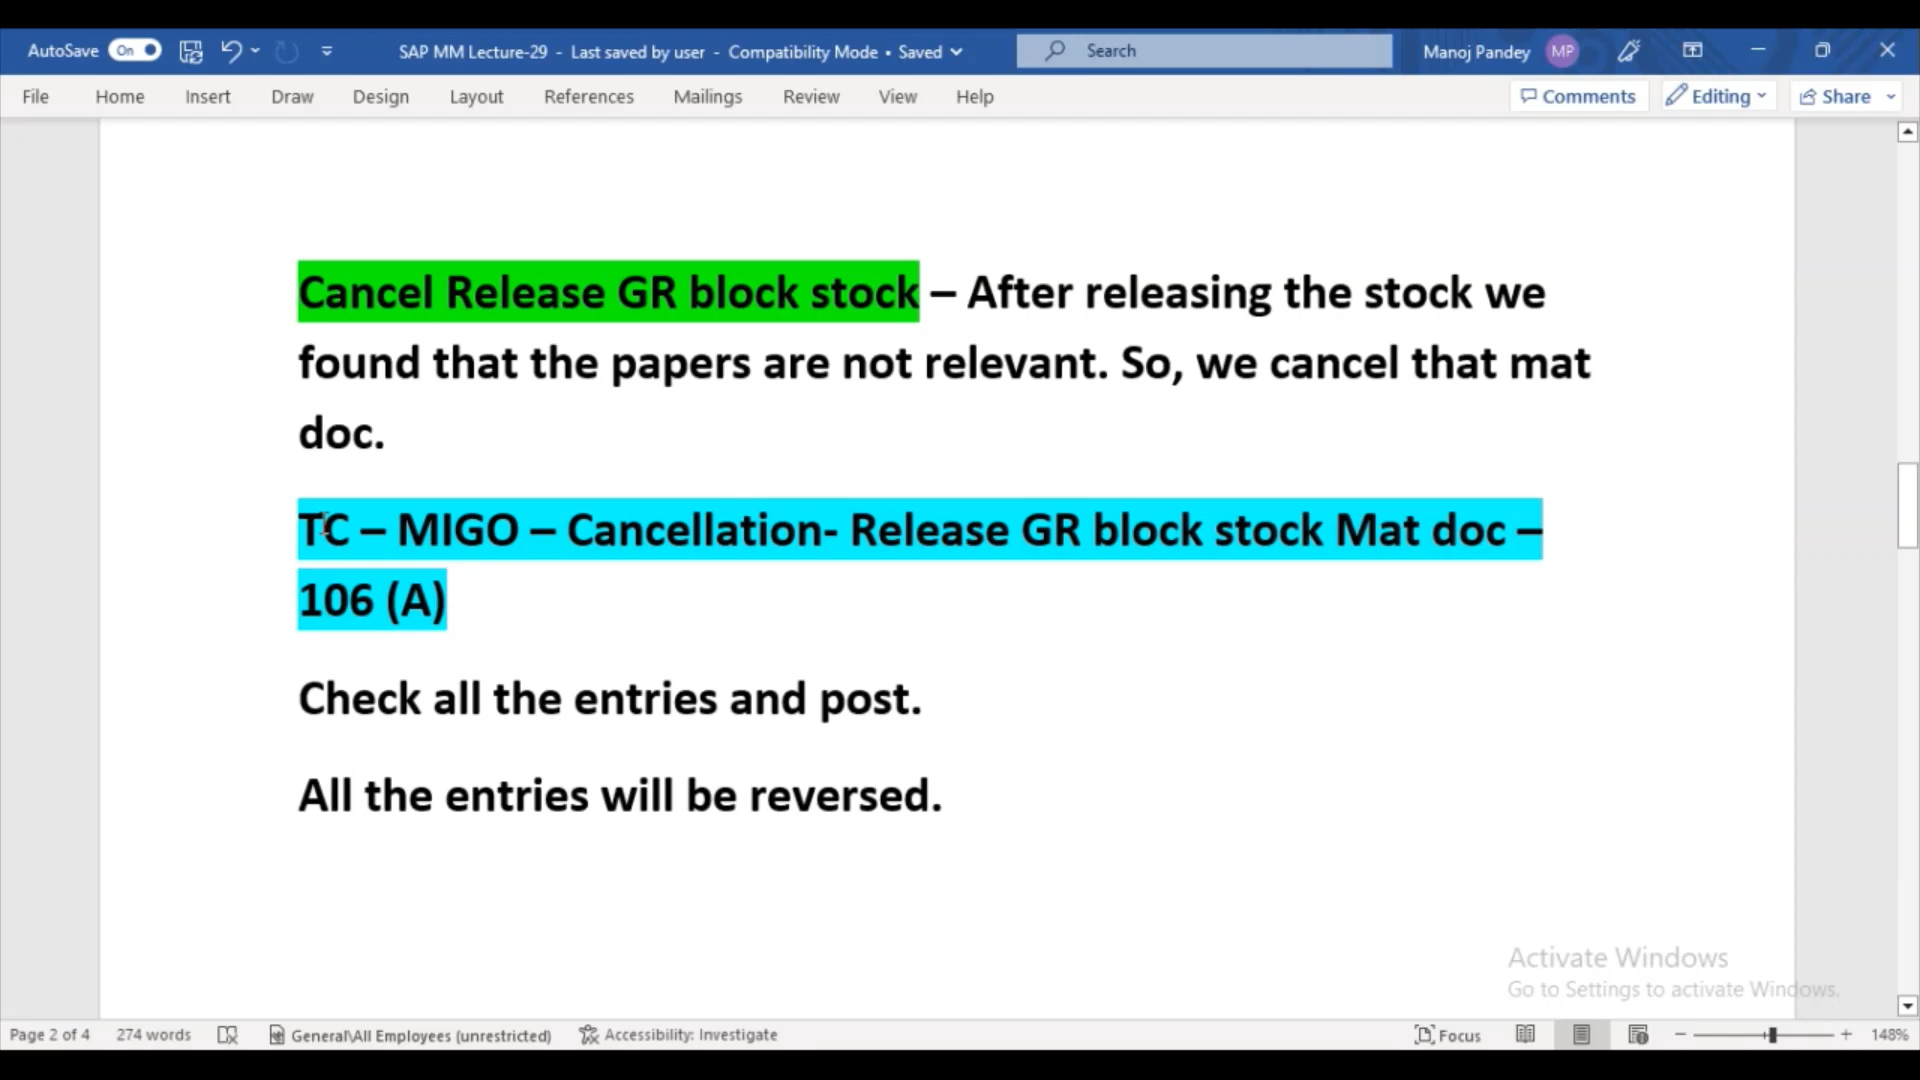 AutoSave On SAP MM Lecture-29 - Last saved by user - Compatibility Mode • Saved Search Manoj Pandey MP
File Home Insert Draw Design Layout References Mailings Review View Help Comments Editing Share
Cancel Release GR block stock – After releasing the stock we
found that the papers are not relevant. So, we cancel that mat
doc.
TC – MIGO – Cancellation- Release GR block stock Mat doc –
106 (A)
Check all the entries and post.
All the entries will be reversed.
Activate Windows
Go to Settings to activate Windows.
Page 2 of 4 274 words General\All Employees (unrestricted) Accessibility: Investigate Focus 148%